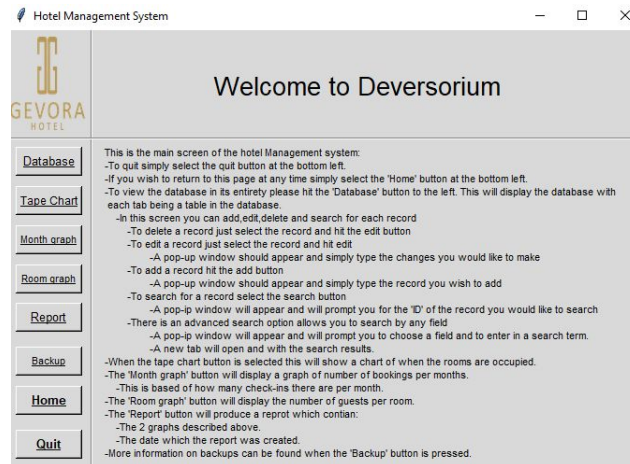 Hotel Management System
GEVORA
HOTEL
Welcome to Deversorium
Database
Tape Chart
Month graph
Room graph
Report
Backup
Home
Quit
This is the main screen of the hotel Management system:
-To quit simply select the quit button at the bottom left.
-If you wish to return to this page at any time simply select the 'Home' button at the bottom left.
-To view the database in its entirety please hit the 'Database' button to the left. This will display the database with
each tab being a table in the database.
-In this screen you can add,edit,delete and search for each record
-To delete a record just select the record and hit the edit button
-To edit a record just select the record and hit edit
-A pop-up window should appear and simply type the changes you would like to make
-To add a record hit the add button
-A pop-up window should appear and simply type the record you wish to add
-To search for a record select the search button
-A pop-ip window will appear and will prompt you for the 'ID' of the record you would like to search
-There is an advanced search option allows you to search by any field
-A pop-ip window will appear and will prompt you to choose a field and to enter in a search term.
-A new tab will open and with the search results.
-When the tape chart button is selected this will show a chart of when the rooms are occupied.
-The 'Month graph' button will display a graph of number of bookings per months.
-This is based of how many check-ins there are per month.
-The 'Room graph' button will display the number of guests per room.
-The 'Report' button will produce a reprot which contian:
-The 2 graphs described above.
-The date which the report was created.
-More information on backups can be found when the 'Backup' button is pressed.